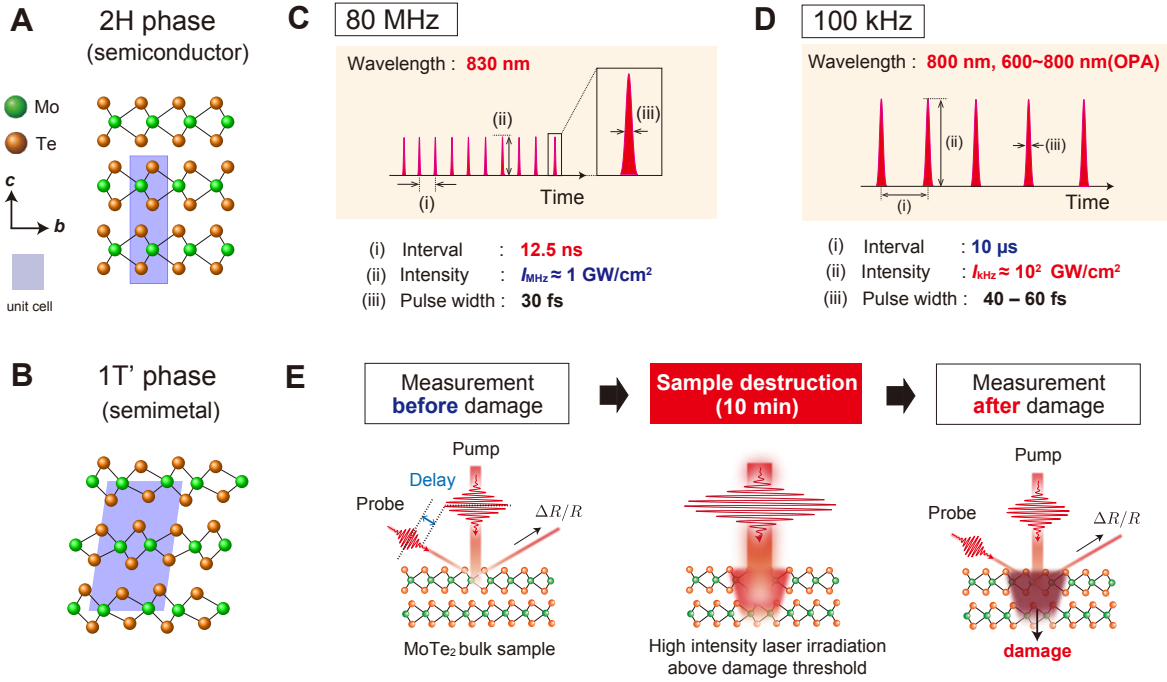 A
2H phase
(semiconductor)
Mo
Te
c
b
unit cell
B
1T' phase
(semimetal)
C
80 MHz
Wavelength : 830 nm
(ii)
(iii)
(i)
Time
(i) Interval : 12.5 ns
(ii) Intensity : I_MHz ≈ 1 GW/cm²
(iii) Pulse width : 30 fs
D
100 kHz
Wavelength : 800 nm, 600~800 nm(OPA)
(ii)
(iii)
(i)
Time
(i) Interval : 10 µs
(ii) Intensity : I_kHz ≈ 10² GW/cm²
(iii) Pulse width : 40 – 60 fs
E
Measurement
before damage
Sample destruction
(10 min)
Measurement
after damage
Pump
Delay
Probe
ΔR/R
MoTe₂ bulk sample
High intensity laser irradiation
above damage threshold
Pump
Probe
ΔR/R
damage